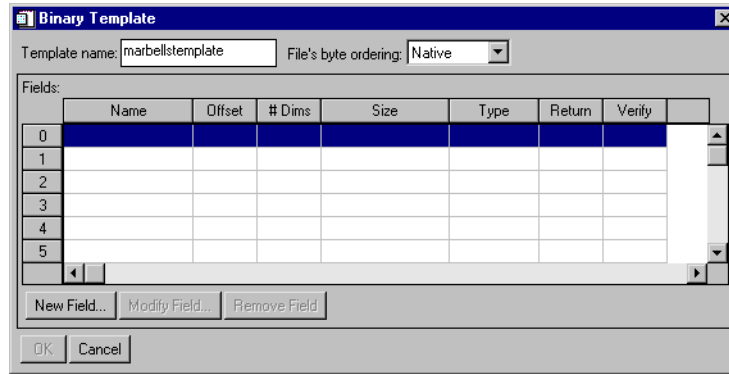 Binary Template
Template name: marbellstemplate File's byte ordering: Native
Fields:
Name Offset # Dims Size Type Return Verify
0
1
2
3
4
5
New Field... Modify Field... Remove Field
OK Cancel